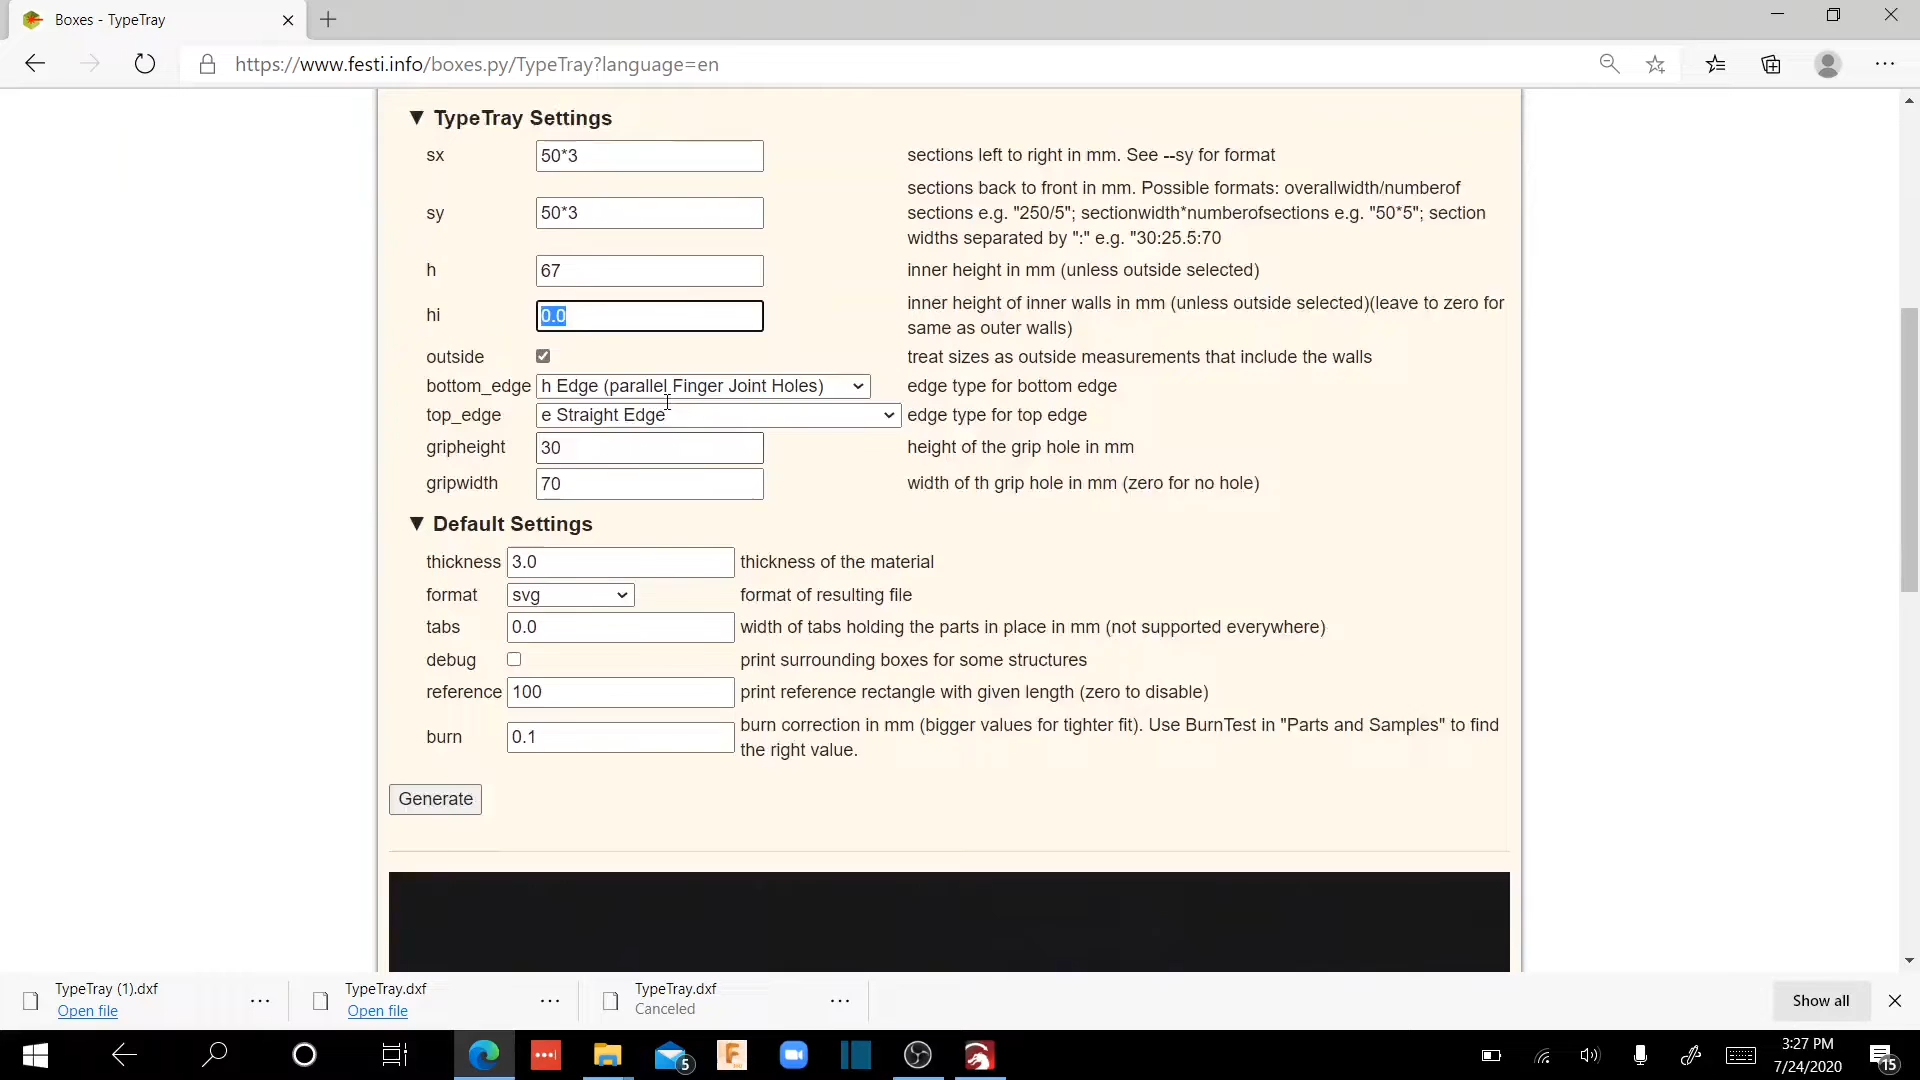 Boxes - TypeTray
https://www.festi.info/boxes.py/TypeTray?language=en
▼ TypeTray Settings
sx 50*3 sections left to right in mm. See --sy for format
sy 50*3 sections back to front in mm. Possible formats: overallwidth/numberof
sections e.g. "250/5"; sectionwidth*numberofsections e.g. "50*5"; section
widths separated by ":" e.g. "30:25.5:70
h 67 inner height in mm (unless outside selected)
hi 0.0 inner height of inner walls in mm (unless outside selected)(leave to zero for
same as outer walls)
outside treat sizes as outside measurements that include the walls
bottom_edge h Edge (parallel Finger Joint Holes) edge type for bottom edge
top_edge e Straight Edge edge type for top edge
gripheight 30 height of the grip hole in mm
gripwidth 70 width of th grip hole in mm (zero for no hole)
▼ Default Settings
thickness 3.0 thickness of the material
format svg format of resulting file
tabs 0.0 width of tabs holding the parts in place in mm (not supported everywhere)
debug print surrounding boxes for some structures
reference 100 print reference rectangle with given length (zero to disable)
burn 0.1 burn correction in mm (bigger values for tighter fit). Use BurnTest in "Parts and Samples" to find
the right value.
Generate
TypeTray (1).dxf
Open file
TypeTray.dxf
Open file
TypeTray.dxf
Canceled
Show all
5
3:27 PM
7/24/2020
15